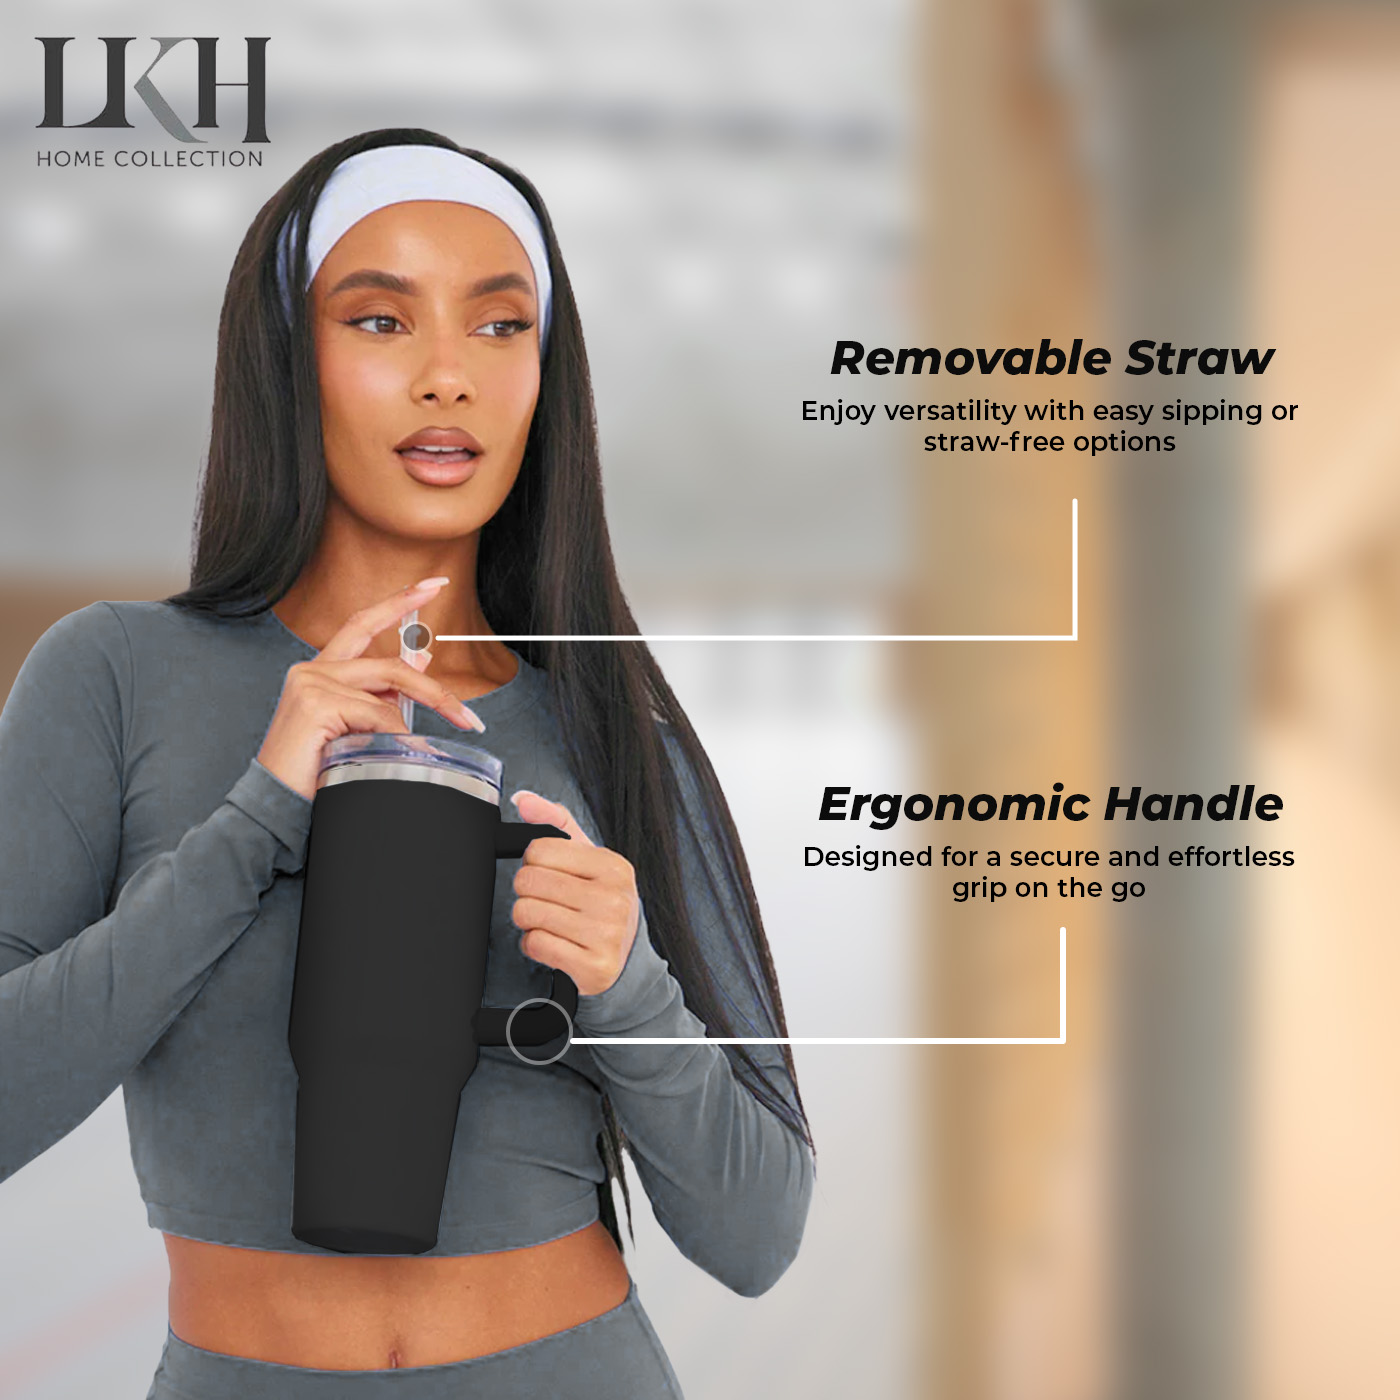 LKH
HOME COLLECTION
Removable Straw
Enjoy versatility with easy sipping or
straw-free options
Ergonomic Handle
Designed for a secure and effortless
grip on the go